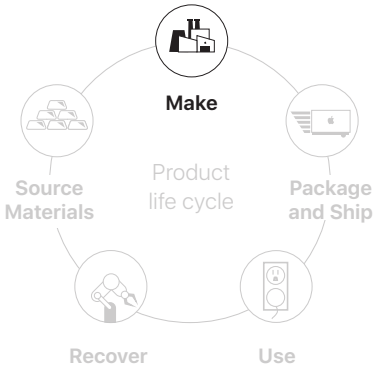 Make
Product
life cycle
Source
Materials
Package
and Ship
Recover
Use